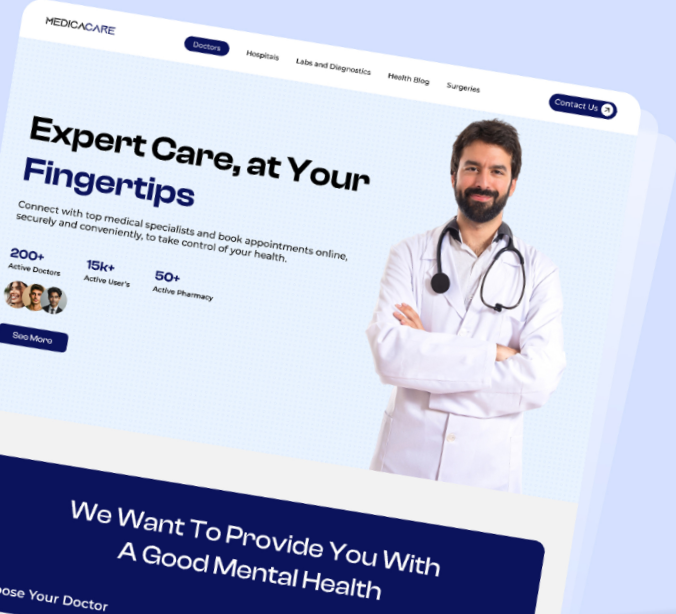 MEDICACARE
Doctors
Hospitals
Labs and Diagnostics
Health Blog
Surgeries
Contact Us
Expert Care, at Your
Fingertips
Connect with top medical specialists and book appointments online,
securely and conveniently, to take control of your health.
200+
Active Doctors
15k+
Active User's
50+
Active Pharmacy
See More
We Want To Provide You With
A Good Mental Health
ose Your Doctor